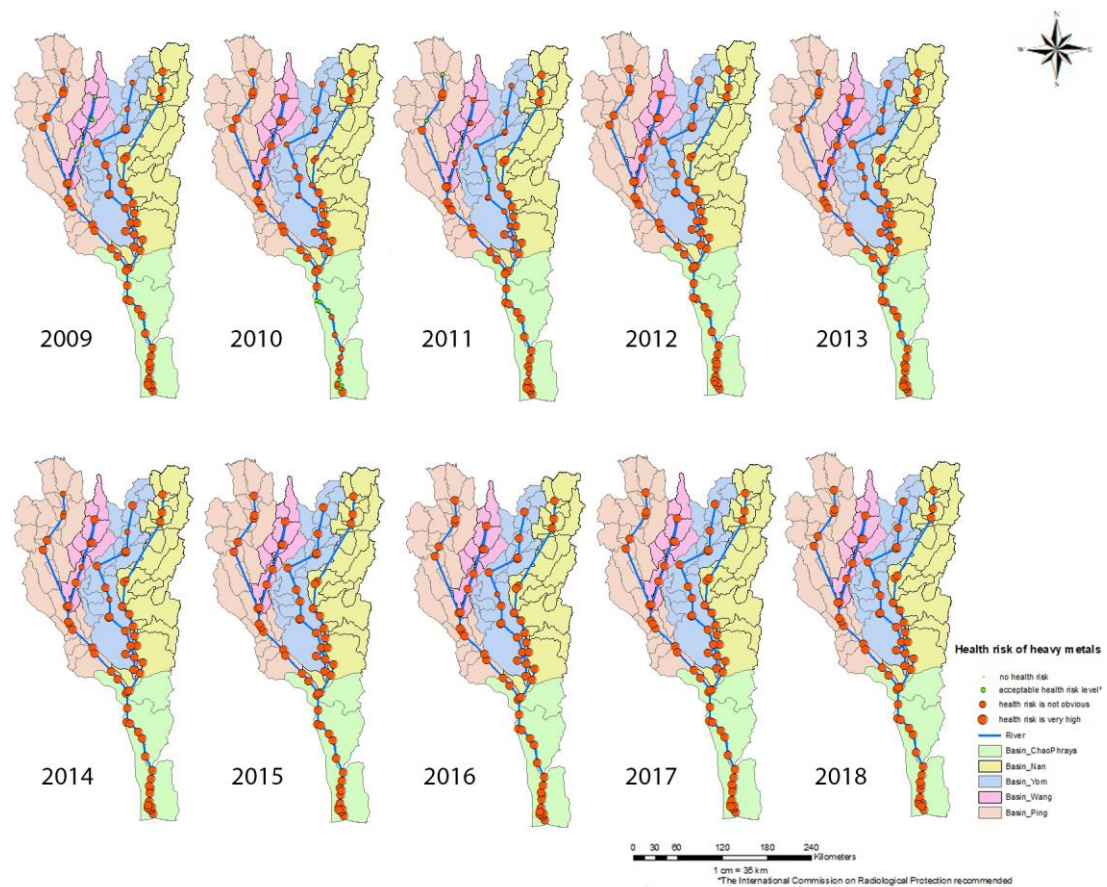 N
W E
S
2009 2010 2011 2012 2013
2014 2015 2016 2017 2018
Health risk of heavy metals
no health risk
acceptable health risk level*
health risk is not obvious
health risk is very high
River
Basin_ChaoPhraya
Basin_Nan
Basin_Yom
Basin_Wang
Basin_Ping
0 30 60 120 180 240
Kilometers
1 cm = 35 km
*The International Commission on Radiological Protection recommended